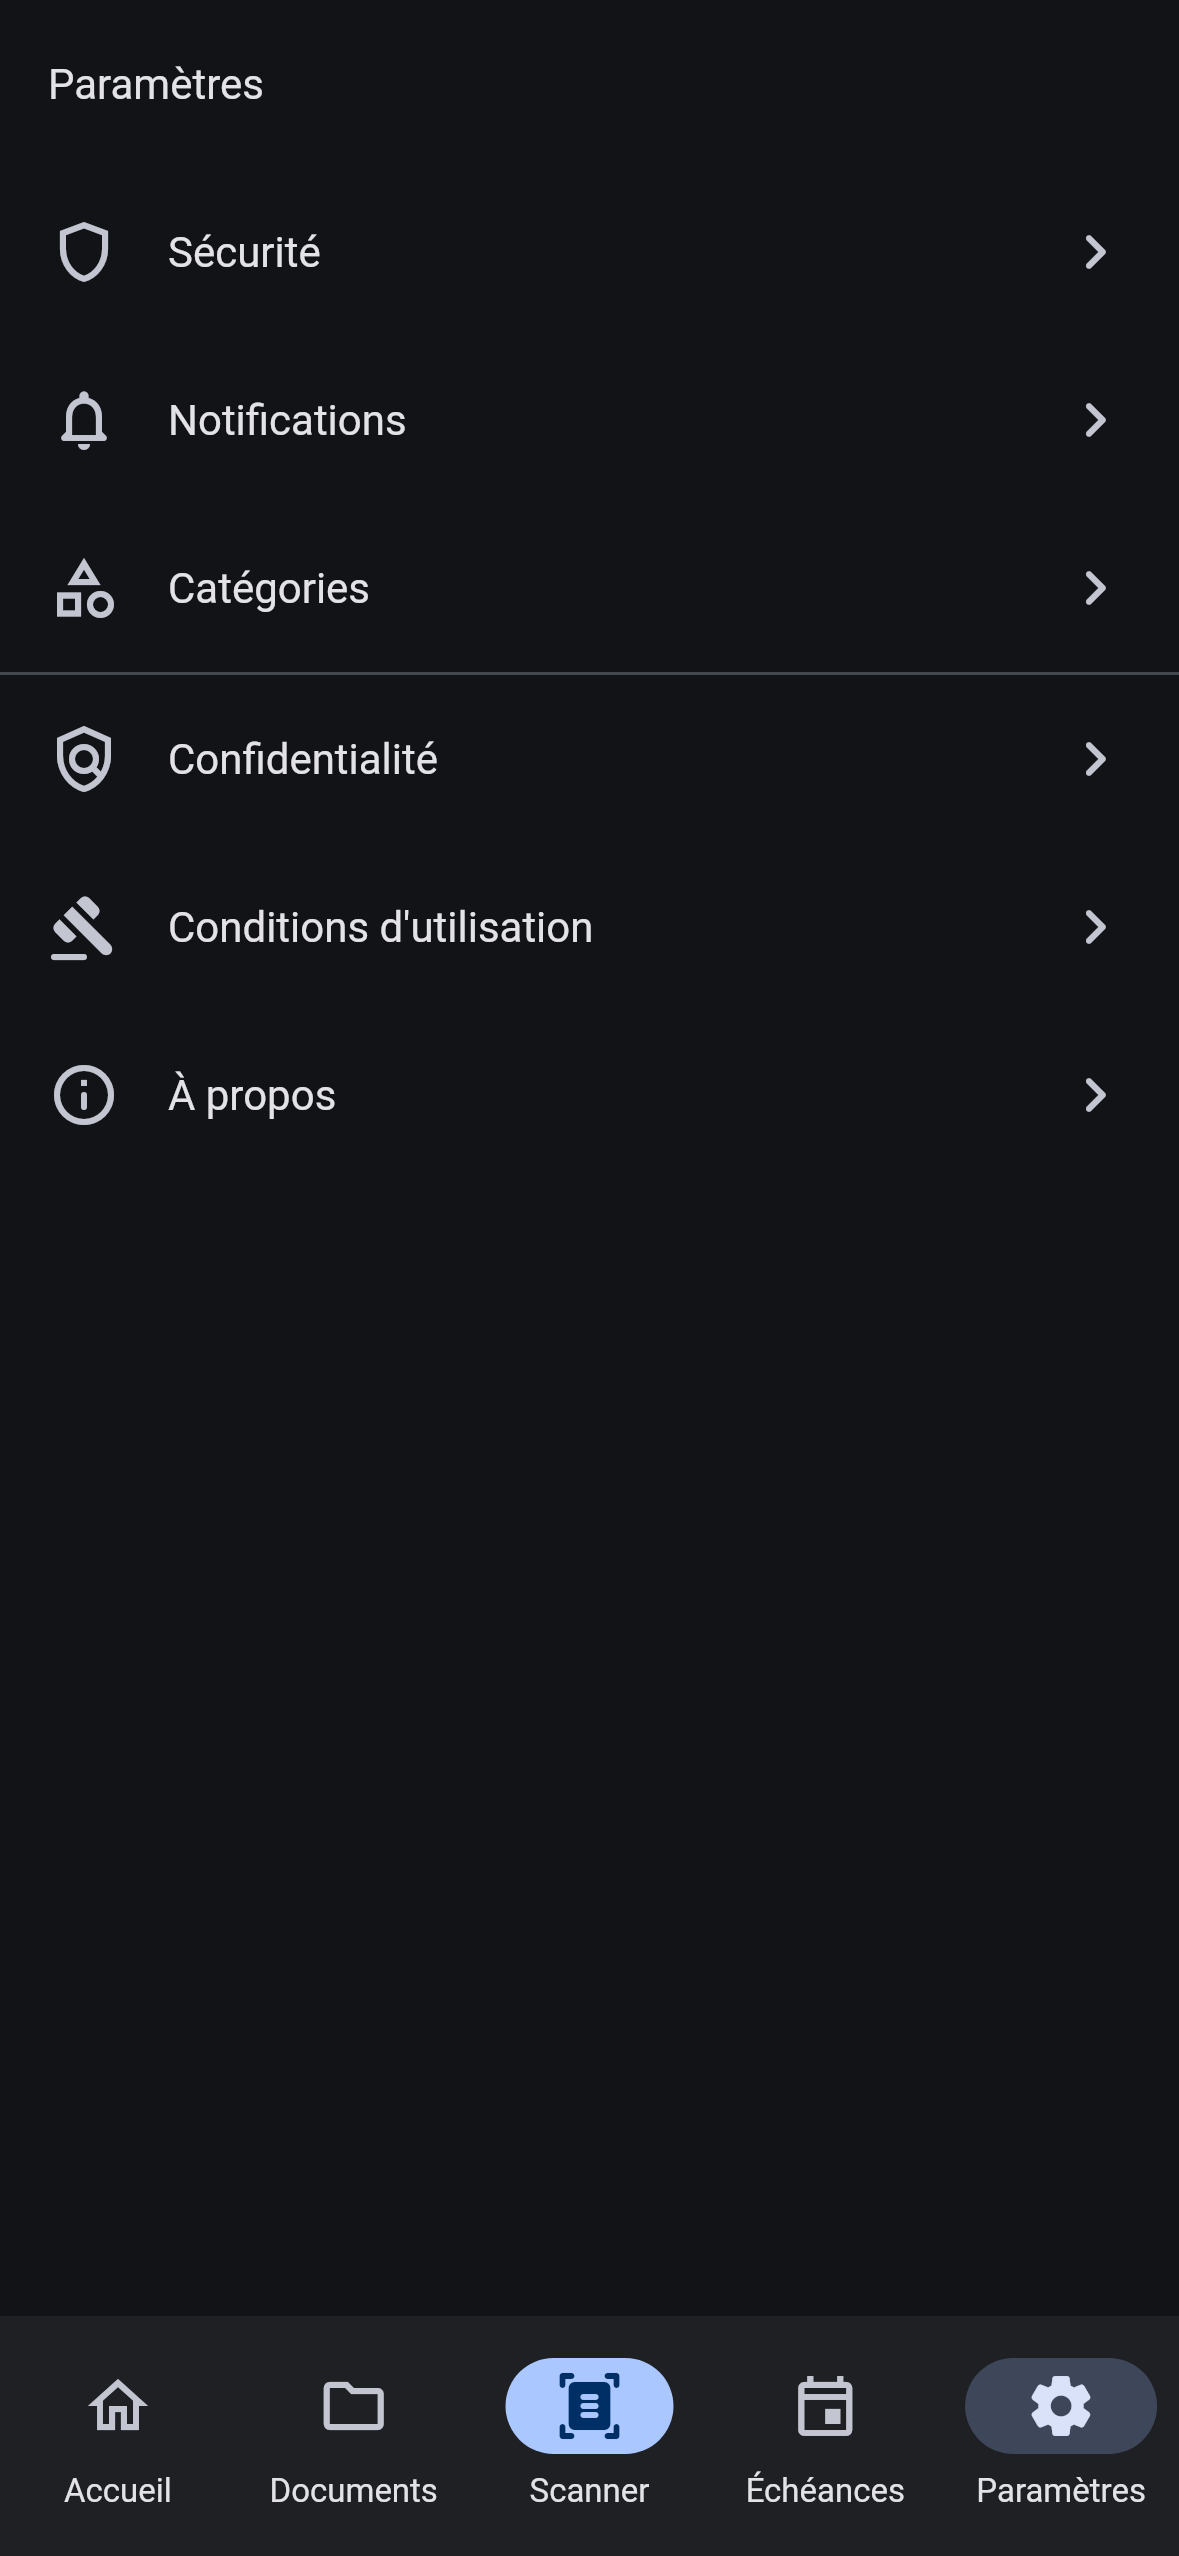 Paramètres
Sécurité
Notifications
Catégories
Confidentialité
Conditions d'utilisation
À propos
Accueil
Documents
Scanner
Échéances
Paramètres